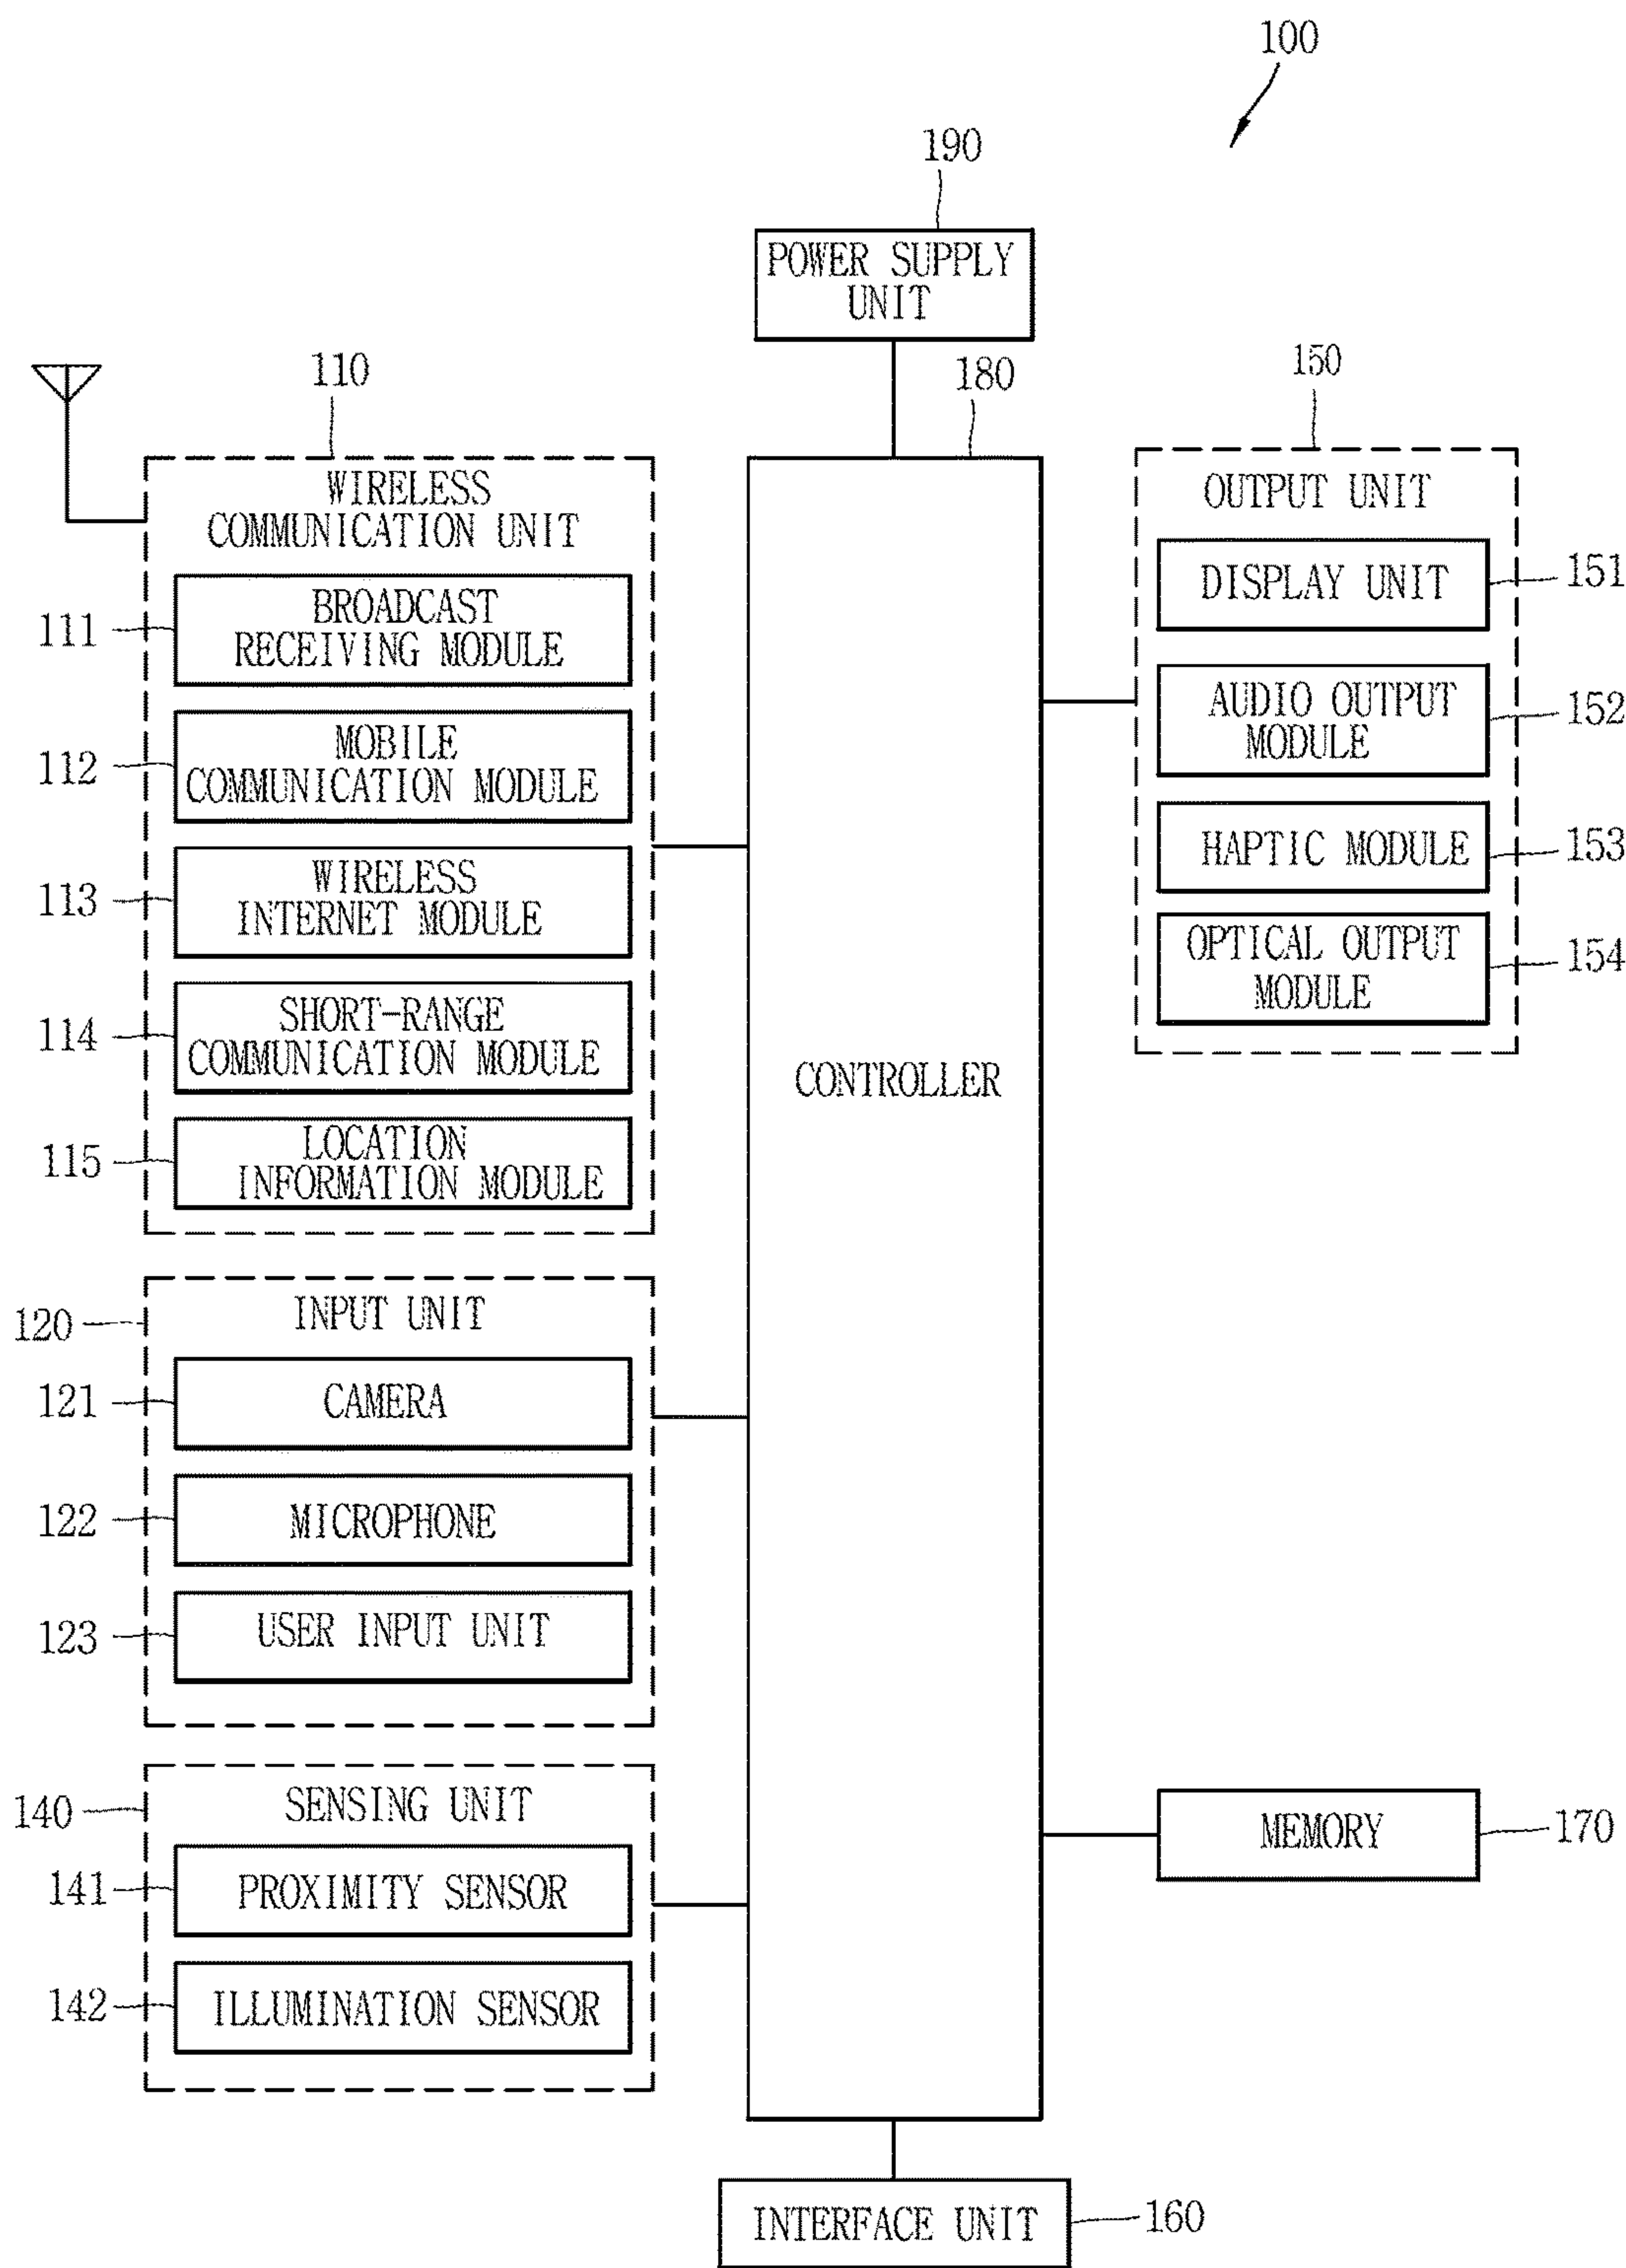 100
190
POWER SUPPLY
UNIT
180
110
WIRELESS
COMMUNICATION UNIT
111
BROADCAST
RECEIVING MODULE
112
MOBILE
COMMUNICATION MODULE
113
WIRELESS
INTERNET MODULE
114
SHORT-RANGE
COMMUNICATION MODULE
115
LOCATION
INFORMATION MODULE
120
INPUT UNIT
121
CAMERA
122
MICROPHONE
123
USER INPUT UNIT
140
SENSING UNIT
141
PROXIMITY SENSOR
142
ILLUMINATION SENSOR
CONTROLLER
150
OUTPUT UNIT
DISPLAY UNIT
151
AUDIO OUTPUT
MODULE
152
HAPTIC MODULE
153
OPTICAL OUTPUT
MODULE
154
MEMORY
170
INTERFACE UNIT
160